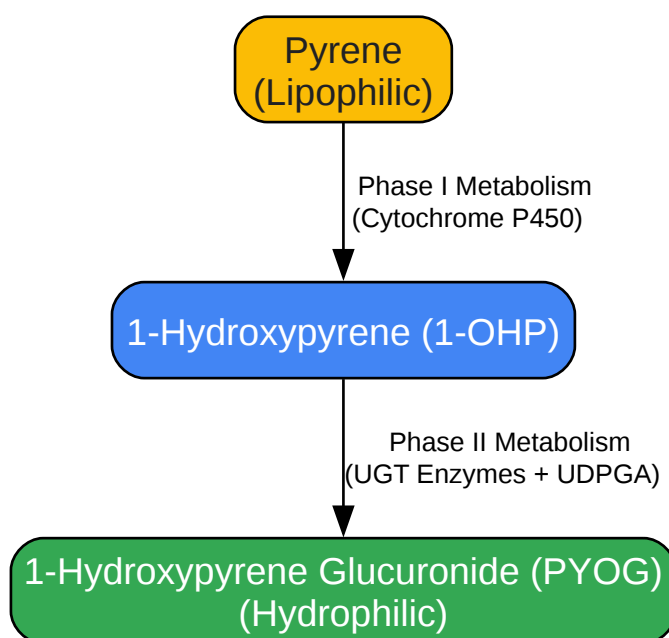 Pyrene
(Lipophilic)
Phase I Metabolism
(Cytochrome P450)
1-Hydroxypyrene (1-OHP)
Phase II Metabolism
(UGT Enzymes + UDPGA)
1-Hydroxypyrene Glucuronide (PYOG)
(Hydrophilic)